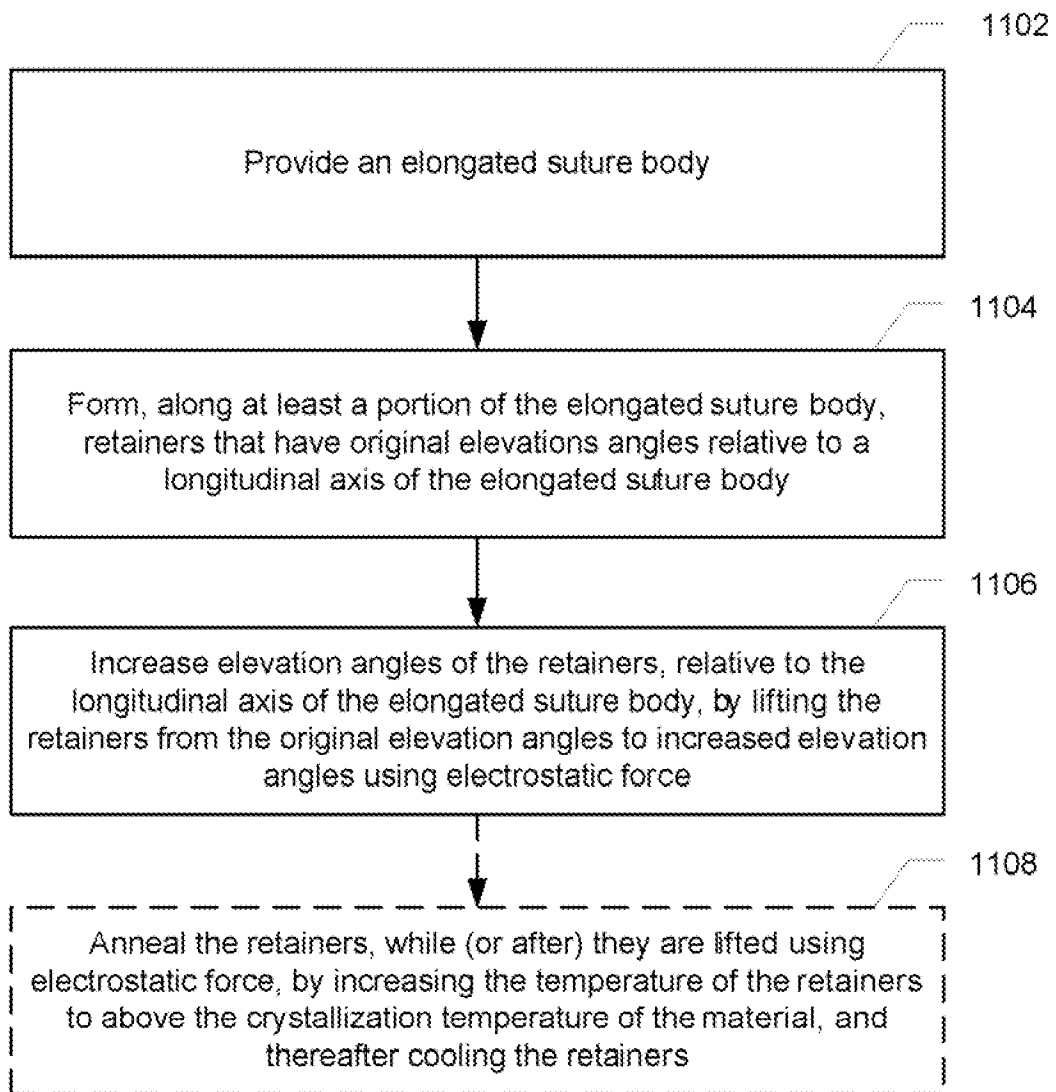 1102
Provide an elongated suture body
1104
Form, along at least a portion of the elongated suture body,
retainers that have original elevations angles relative to a
longitudinal axis of the elongated suture body
1106
Increase elevation angles of the retainers, relative to the
longitudinal axis of the elongated suture body, by lifting the
retainers from the original elevation angles to increased elevation
angles using electrostatic force
1108
Anneal the retainers, while (or after) they are lifted using
electrostatic force, by increasing the temperature of the retainers
to above the crystallization temperature of the material, and
thereafter cooling the retainers